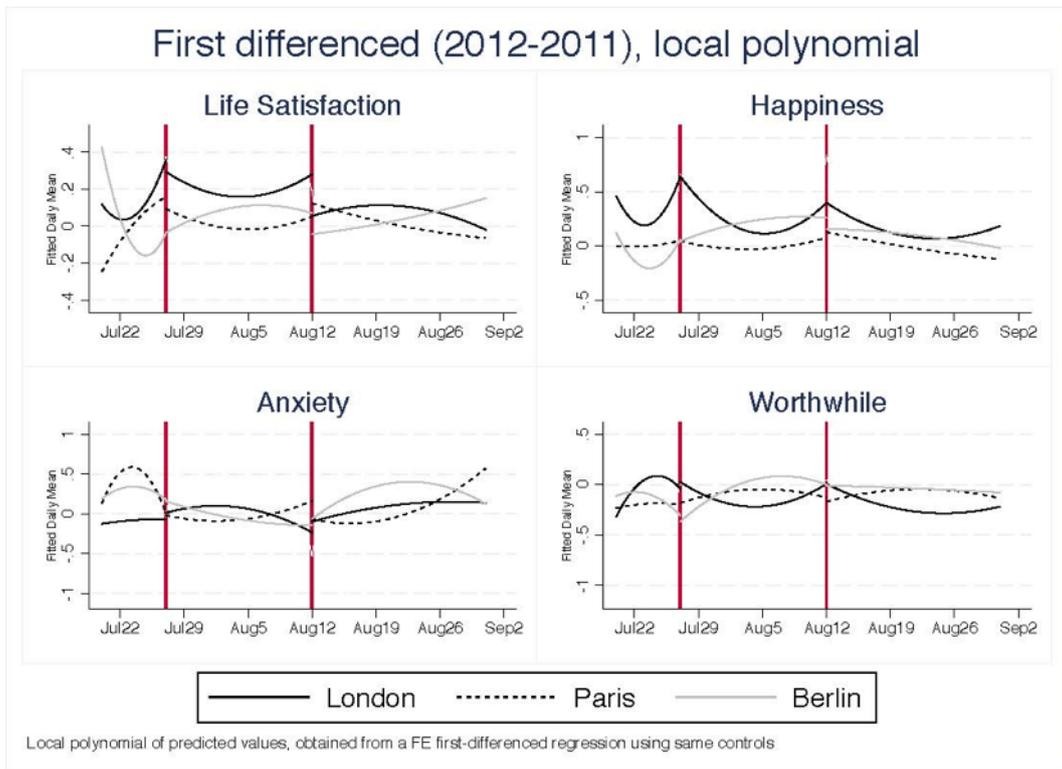 First differenced (2012-2011), local polynomial
Life Satisfaction
Fitted Daily Mean
.4
.2
0
-.2
-.4
Jul22 Jul29 Aug5 Aug12 Aug19 Aug26 Sep2
Happiness
Fitted Daily Mean
1
.5
0
-.5
Jul22 Jul29 Aug5 Aug12 Aug19 Aug26 Sep2
Anxiety
Fitted Daily Mean
1
.5
0
-.5
-1
Jul22 Jul29 Aug5 Aug12 Aug19 Aug26 Sep2
Worthwhile
Fitted Daily Mean
.5
0
-.5
-1
Jul22 Jul29 Aug5 Aug12 Aug19 Aug26 Sep2
London Paris Berlin
Local polynomial of predicted values, obtained from a FE first-differenced regression using same controls